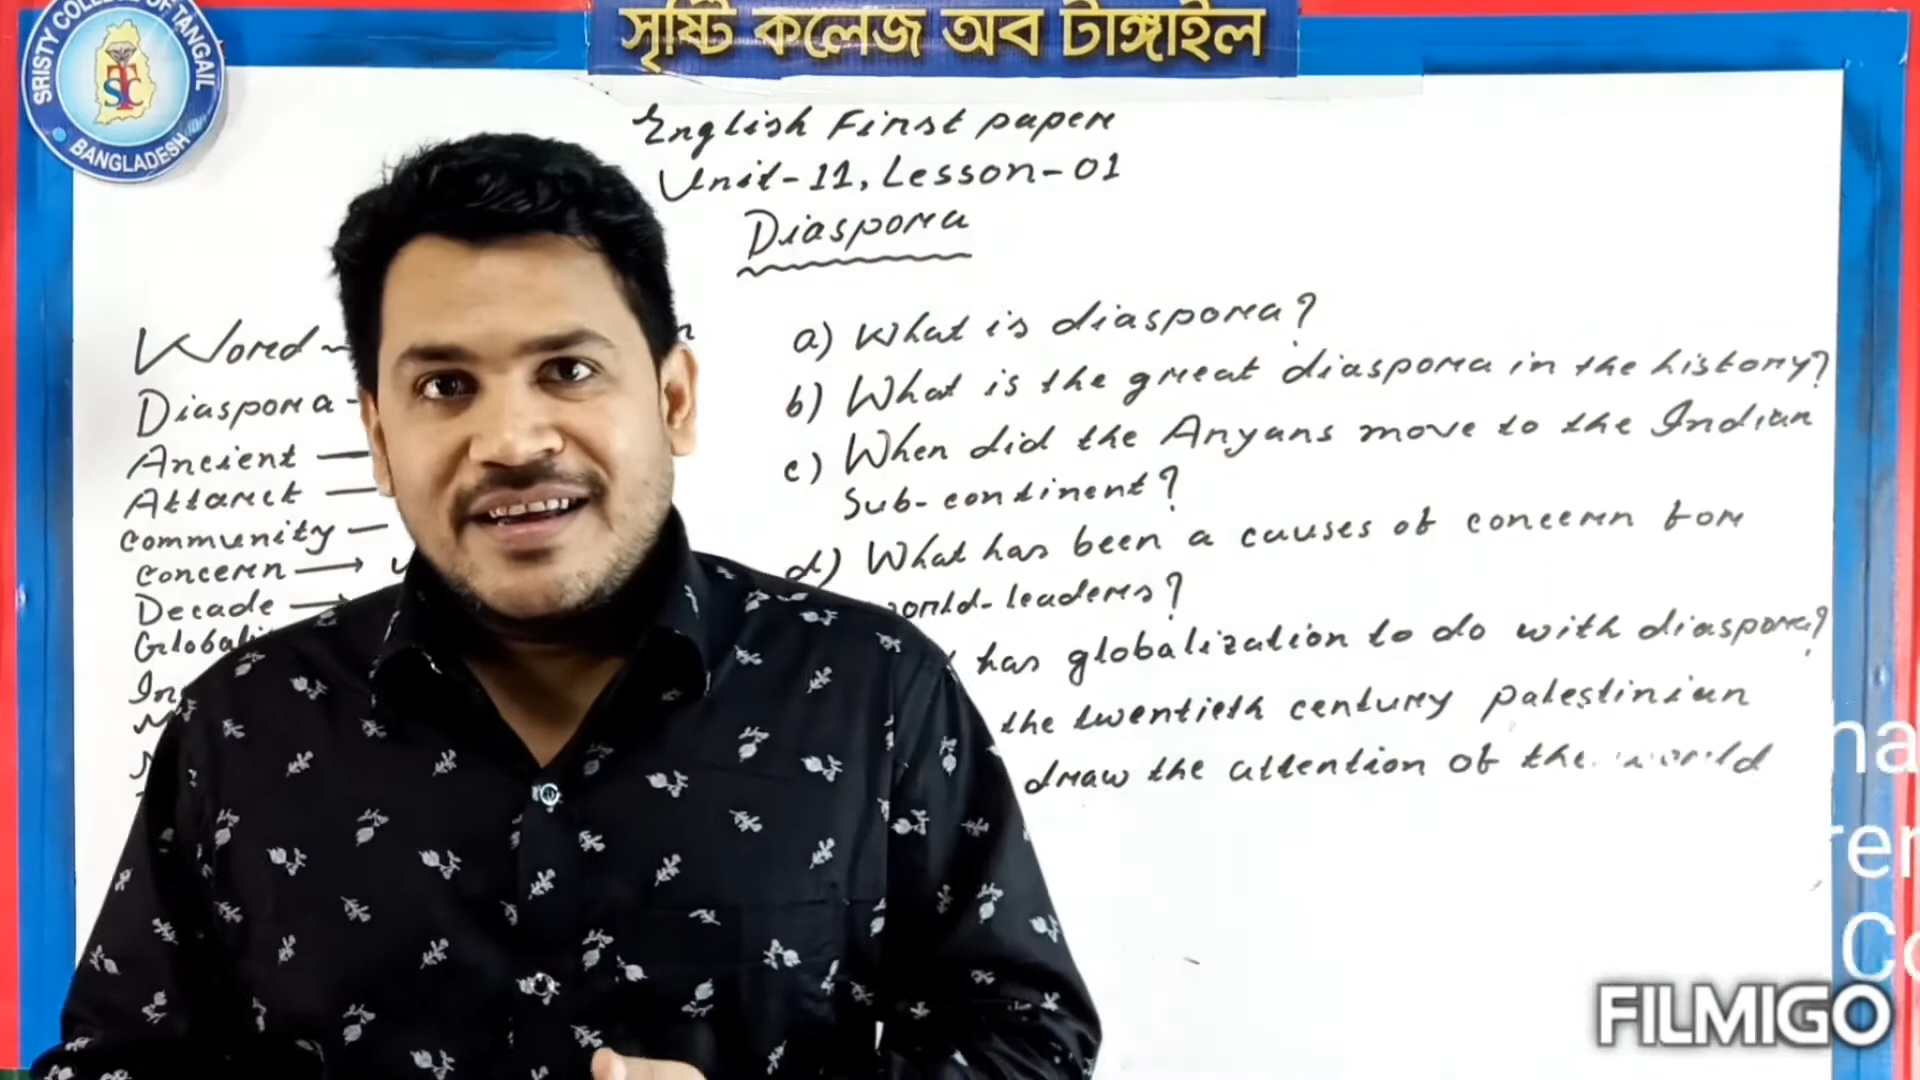 সৃষ্টি কলেজ অব টাঙ্গাইল
SRISTY COLLEGE OF TANGAIL
STC
BANGLADESH
English First paper
Unit-11, Lesson-01
Diaspora
Word
Diaspora -
Ancient —
Attarct —
Community —
Concern →
Decade →
a) What is diaspora?
b) What is the great diaspora in the history?
c) When did the Aryans move to the Indian
Sub-continent?
d) What has been a causes of concern for
world-leaders?
has globalization to do with diaspora?
the twentieth century palestinian
draw the attention of the world
FILMIGO